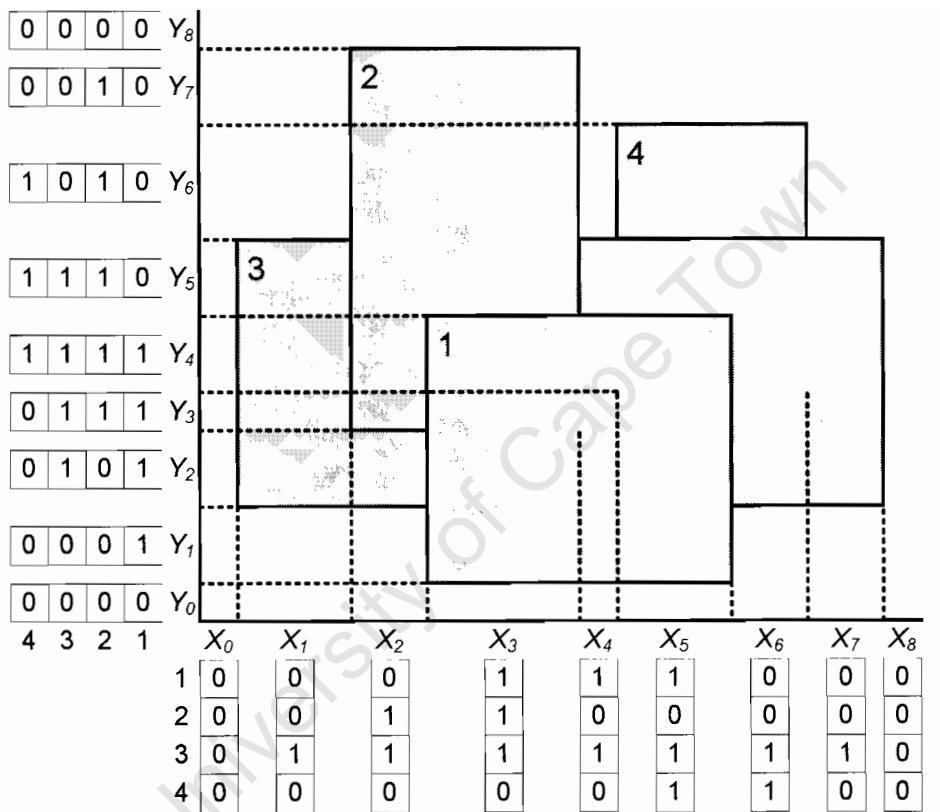 0 0 0 0 Y8
0 0 1 0 Y7
2
4
1 0 1 0 Y6
3
1 1 1 0 Y5
1
1 1 1 1 Y4
0 1 1 1 Y3
0 1 0 1 Y2
0 0 0 1 Y1
0 0 0 0 Y0
4 3 2 1 X0 X1 X2 X3 X4 X5 X6 X7 X8
1 0 0 0 1 1 1 0 0 0
2 0 0 1 1 0 0 0 0 0
3 0 1 1 1 1 1 1 1 0
4 0 0 0 0 0 1 1 0 0
University of Cape Town